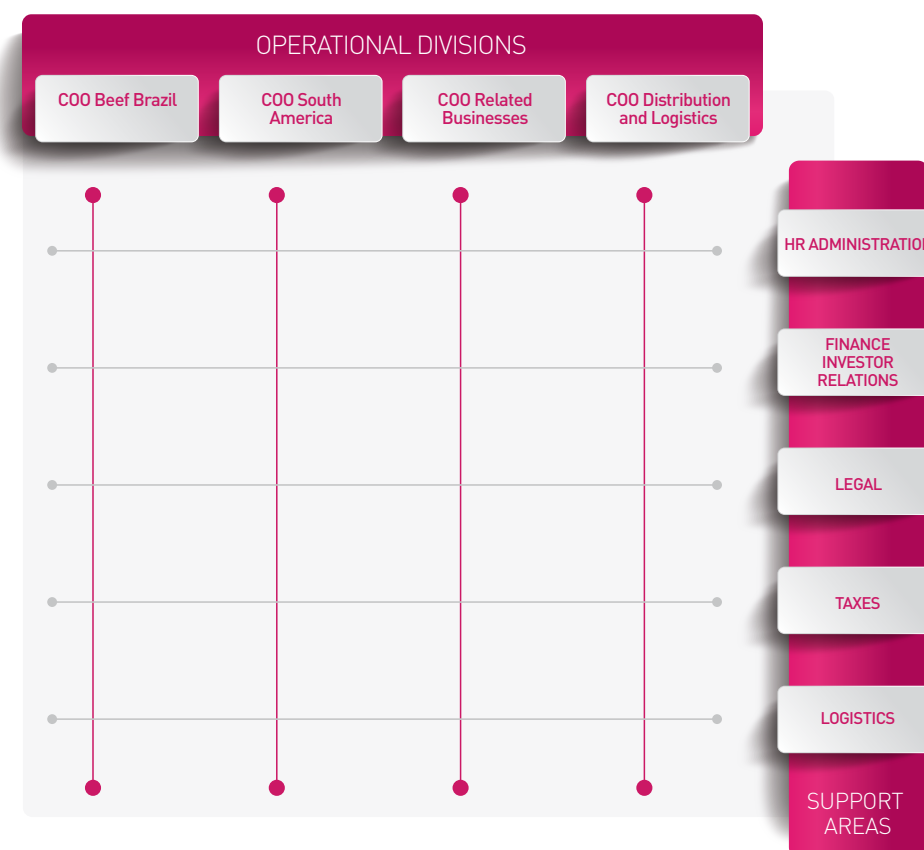 OPERATIONAL DIVISIONS
COO Beef Brazil
COO South
America
COO Related
Businesses
COO Distribution
and Logistics
HR ADMINISTRATION
FINANCE
INVESTOR
RELATIONS
LEGAL
TAXES
LOGISTICS
SUPPORT
AREAS